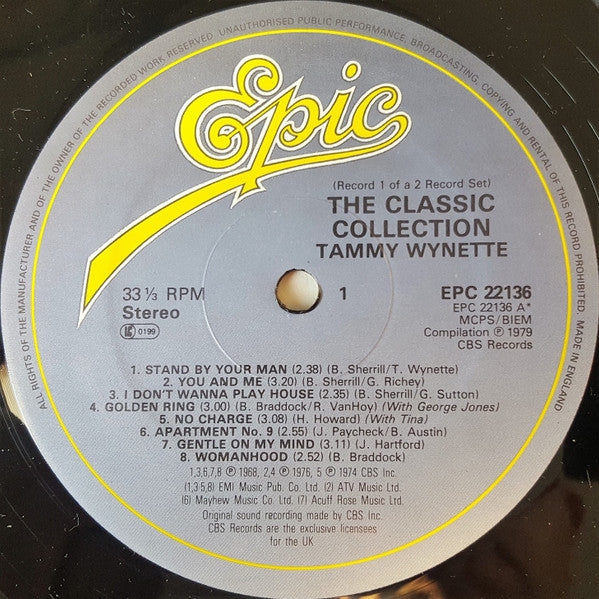 ALL RIGHTS OF THE MANUFACTURER AND OF THE OWNER OF THE RECORDED WORK RESERVED. UNAUTHORISED PUBLIC PERFORMANCE, BROADCASTING, COPYING AND RENTAL OF THIS RECORD PROHIBITED. MADE IN ENGLAND
Epic
(Record 1 of a 2 Record Set)
THE CLASSIC
COLLECTION
TAMMY WYNETTE
33⅓ RPM
Stereo
LC 0199
1
EPC 22136
EPC 22136 A*
MCPS/BIEM
Compilation ℗ 1979
CBS Records
1. STAND BY YOUR MAN (2.38) (B. Sherrill/T. Wynette)
2. YOU AND ME (3.20) (B. Sherrill/G. Richey)
3. I DON'T WANNA PLAY HOUSE (2.35) (B. Sherrill/G. Sutton)
4. GOLDEN RING (3.00) (B. Braddock/R. VanHoy) (With George Jones)
5. NO CHARGE (3.08) (H. Howard) (With Tina)
6. APARTMENT No. 9 (2.55) (J. Paycheck/B. Austin)
7. GENTLE ON MY MIND (3.11) (J. Hartford)
8. WOMANHOOD (2.52) (B. Braddock)
1,3,6,7,8 ℗ 1968, 2,4 ℗ 1976, 5 ℗ 1974 CBS Inc.
(1,3-5,8) EMI Music Pub. Co. Ltd. (2) ATV Music Ltd.
(6) Mayhew Music Co. Ltd. (7) Acuff Rose Music Ltd.
Original sound recording made by CBS Inc.
CBS Records are the exclusive licensees
for the UK